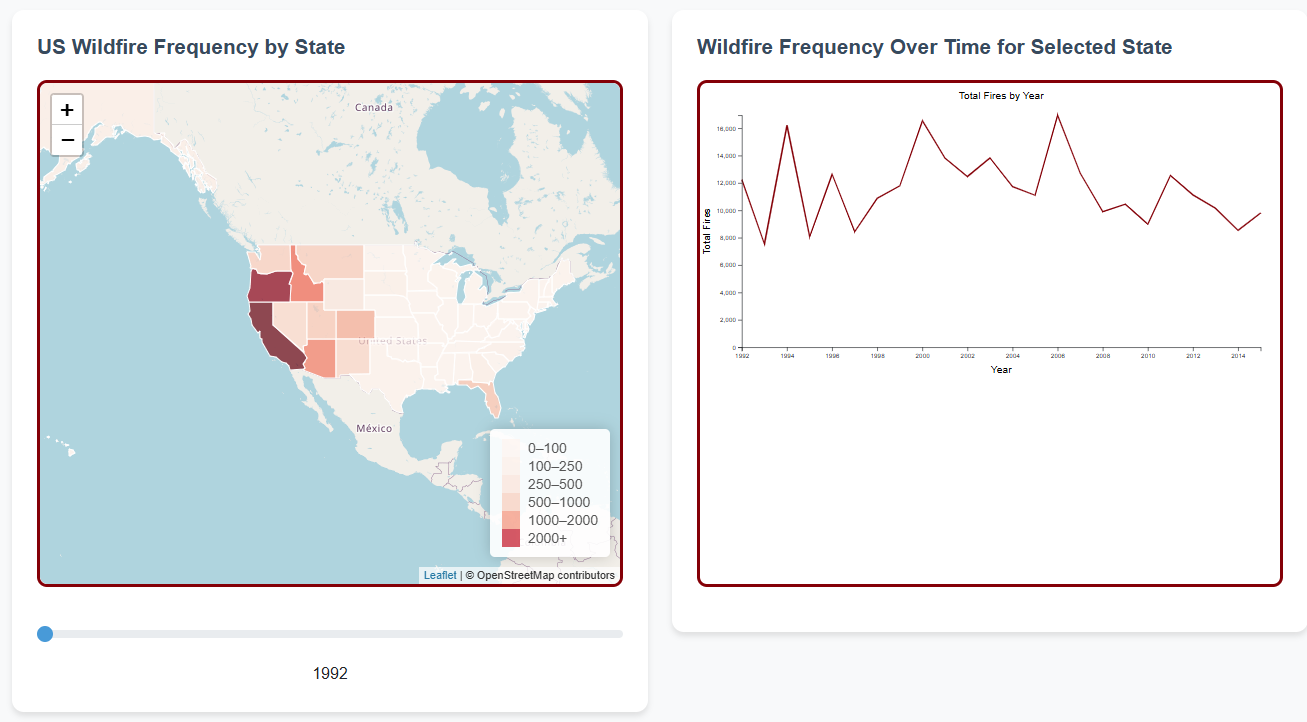 US Wildfire Frequency by State
+
−
Canada
United States
México
0–100
100–250
250–500
500–1000
1000–2000
2000+
Leaflet | © OpenStreetMap contributors
1992
Wildfire Frequency Over Time for Selected State
Total Fires by Year
Total Fires
16,000
14,000
12,000
10,000
8,000
6,000
4,000
2,000
0
1992 1994 1996 1998 2000 2002 2004 2006 2008 2010 2012 2014
Year